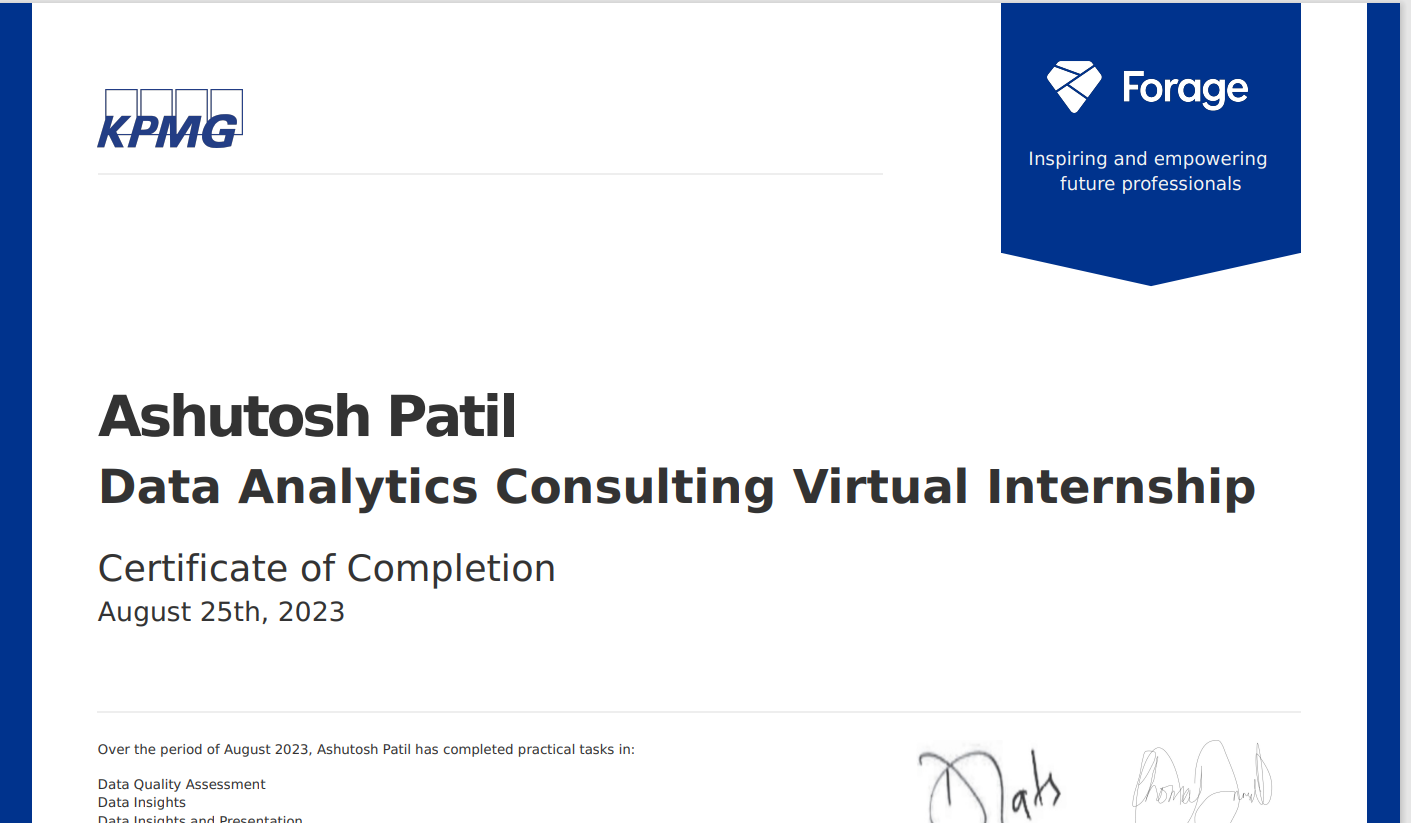 KPMG
Forage
Inspiring and empowering
future professionals
Ashutosh Patil
Data Analytics Consulting Virtual Internship
Certificate of Completion
August 25th, 2023
Over the period of August 2023, Ashutosh Patil has completed practical tasks in:
Data Quality Assessment
Data Insights
Data Insights and Presentation